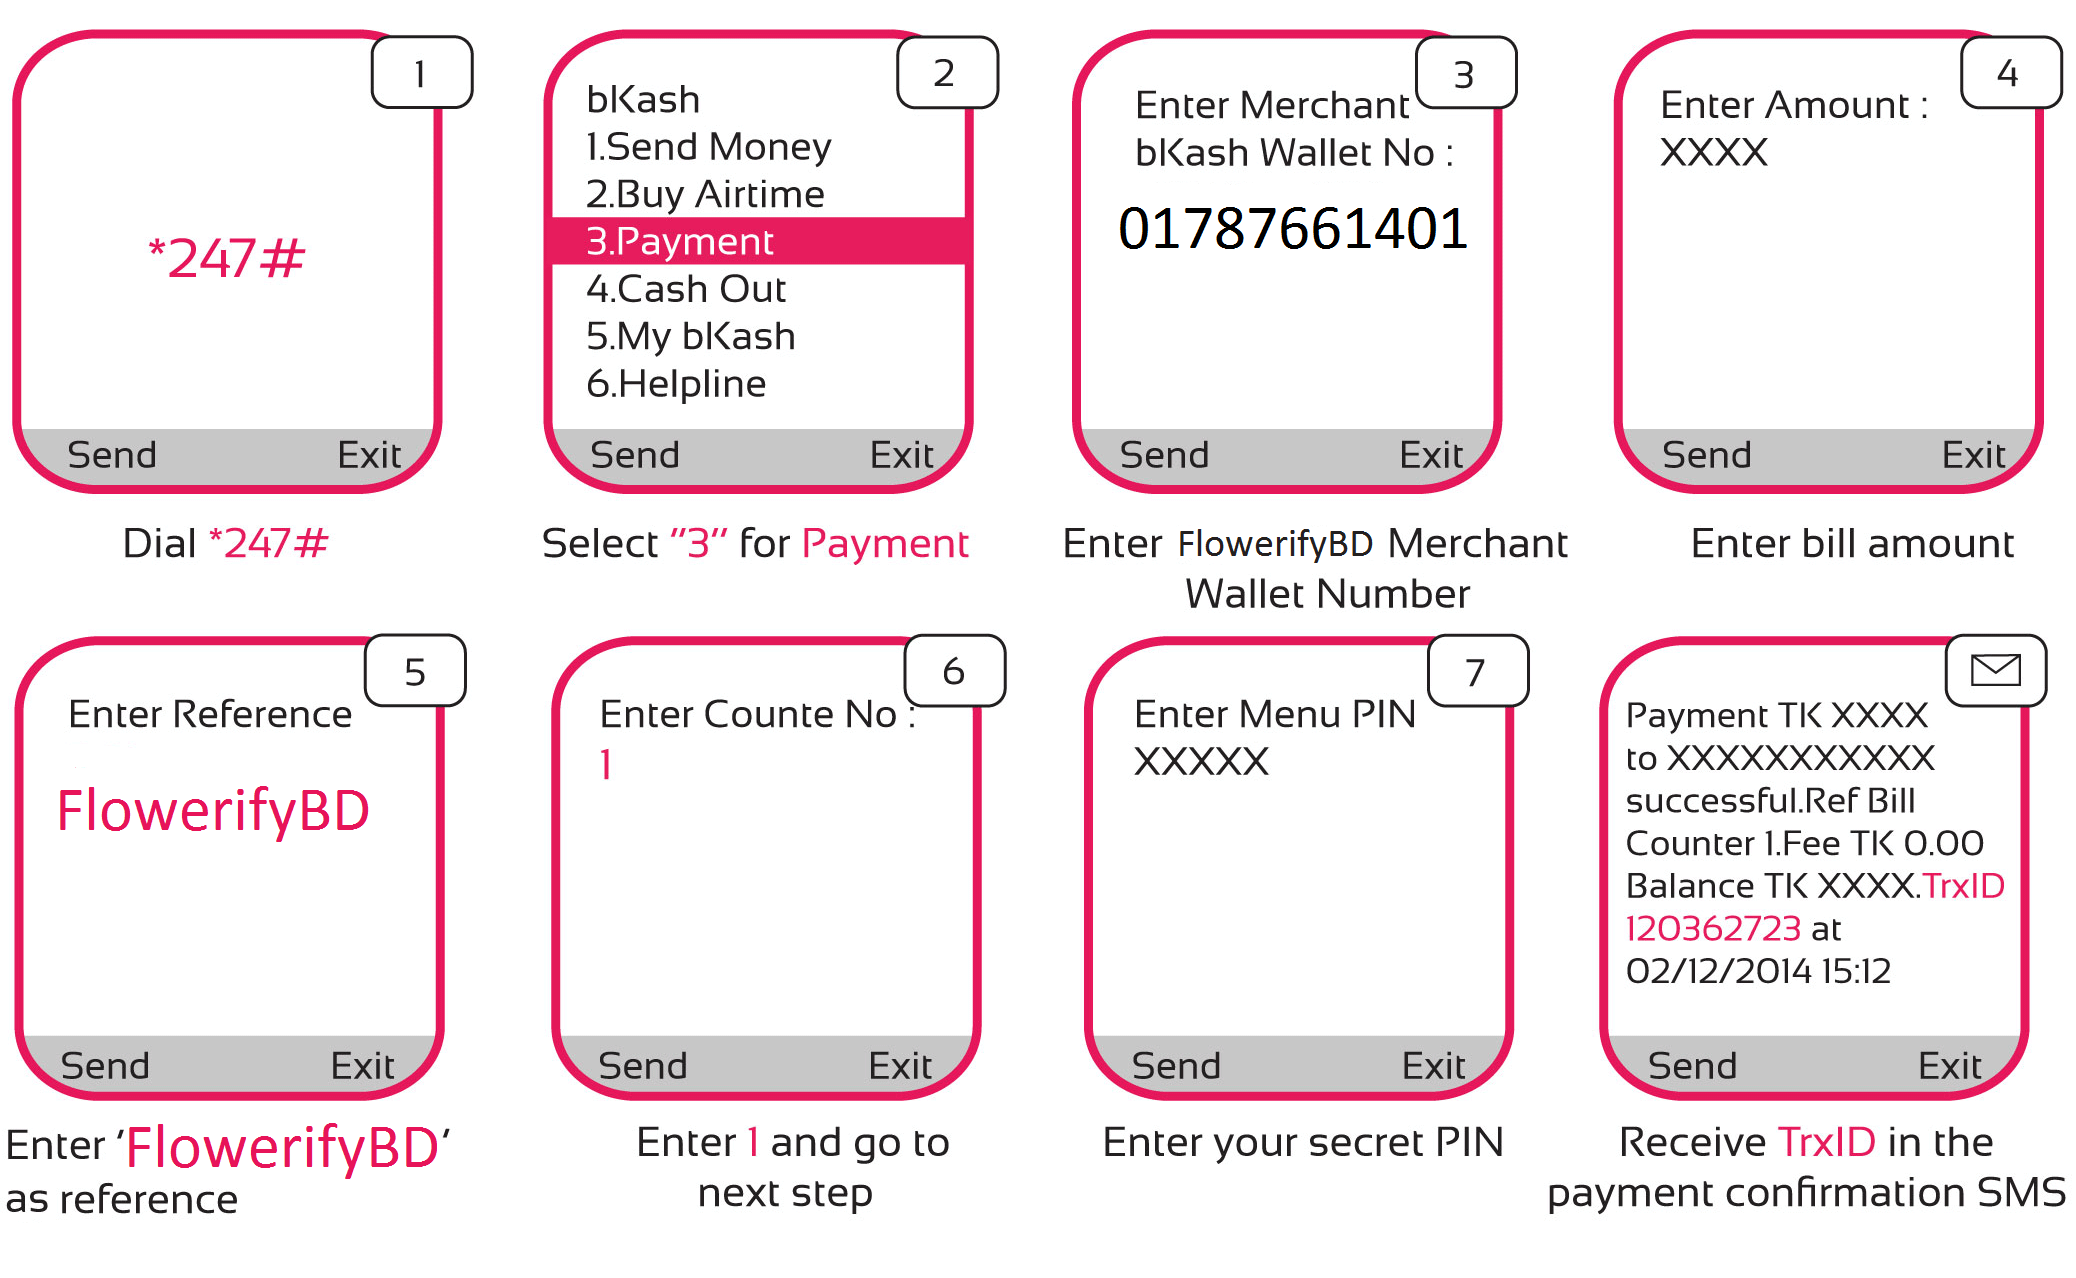 1
*247#
Send Exit
Dial *247#
2
bKash
1.Send Money
2.Buy Airtime
3.Payment
4.Cash Out
5.My bKash
6.Helpline
Send Exit
Select "3" for Payment
3
Enter Merchant
bKash Wallet No :
01787661401
Send Exit
Enter FlowerifyBD Merchant
Wallet Number
4
Enter Amount :
XXXX
Send Exit
Enter bill amount
5
Enter Reference
FlowerifyBD
Send Exit
Enter 'FlowerifyBD'
as reference
6
Enter Counte No :
1
Send Exit
Enter 1 and go to
next step
7
Enter Menu PIN
XXXXX
Send Exit
Enter your secret PIN
Payment TK XXXX
to XXXXXXXXXXX
successful.Ref Bill
Counter 1.Fee TK 0.00
Balance TK XXXX.TrxID
120362723 at
02/12/2014 15:12
Send Exit
Receive TrxID in the
payment confirmation SMS